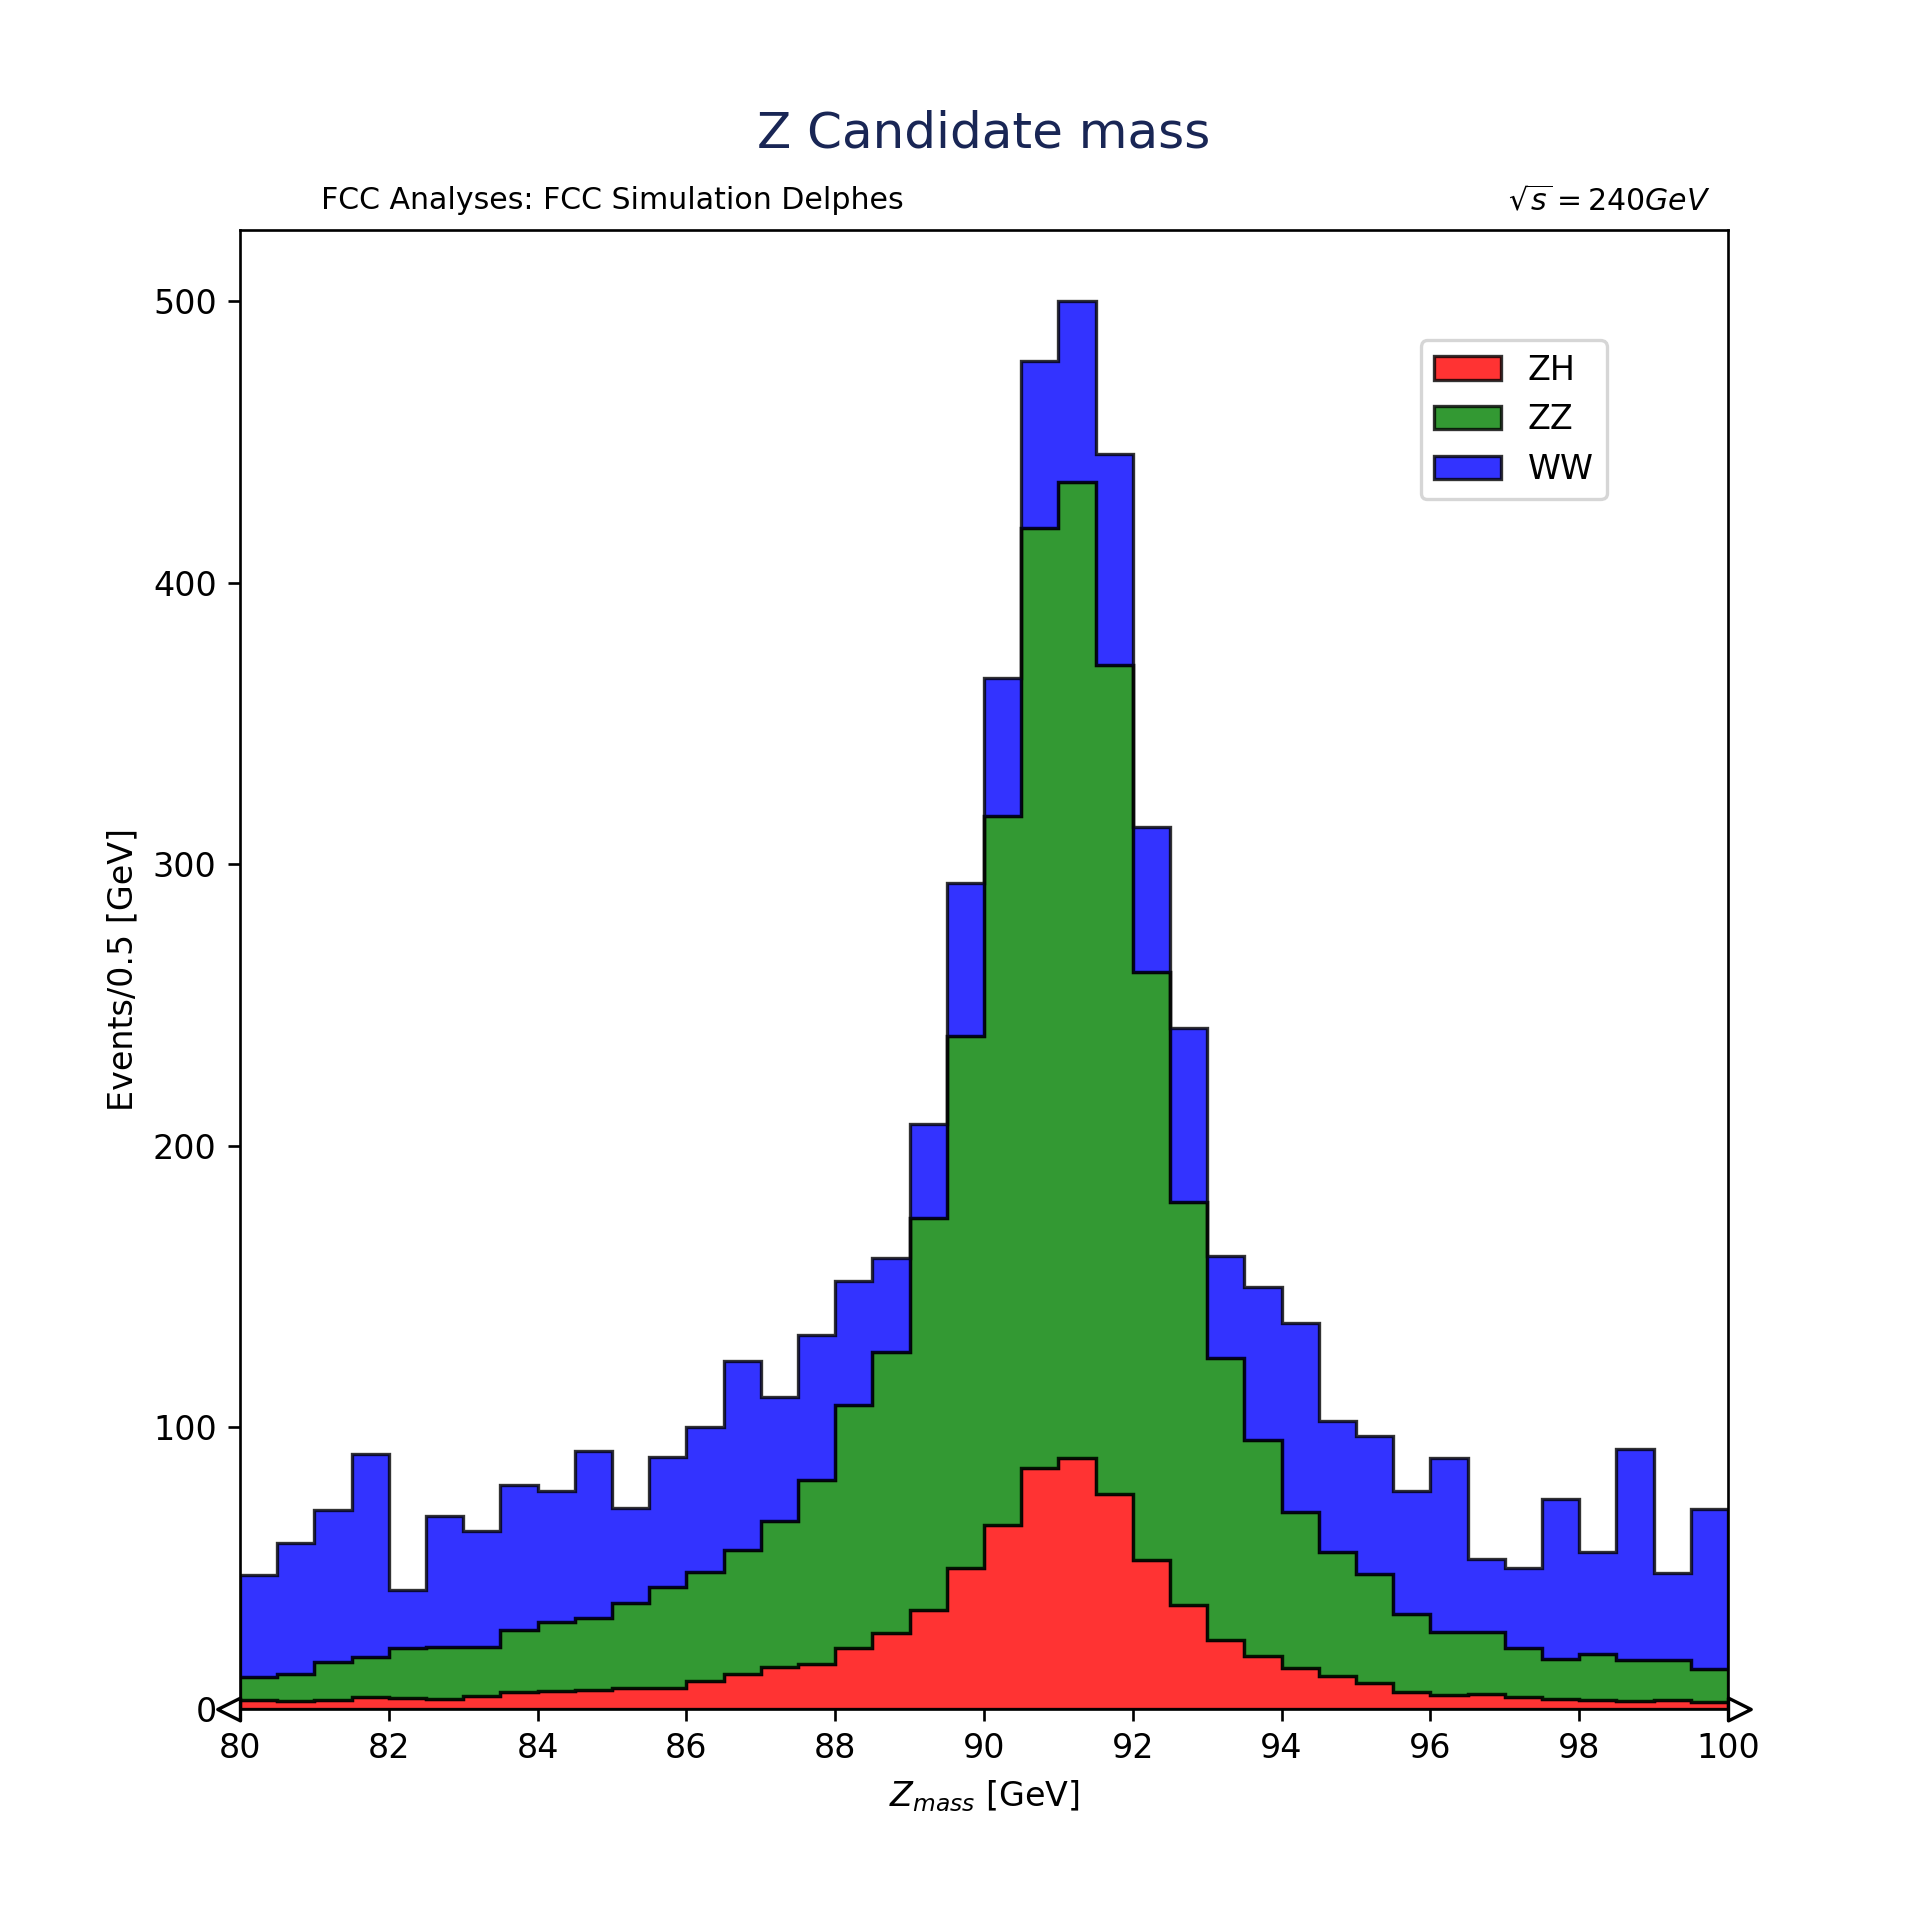 Z Candidate mass
FCC Analyses: FCC Simulation Delphes
√s = 240GeV
500
400
300
200
100
0
Events/0.5 [GeV]
ZH
ZZ
WW
80 82 84 86 88 90 92 94 96 98 100
Z_mass [GeV]